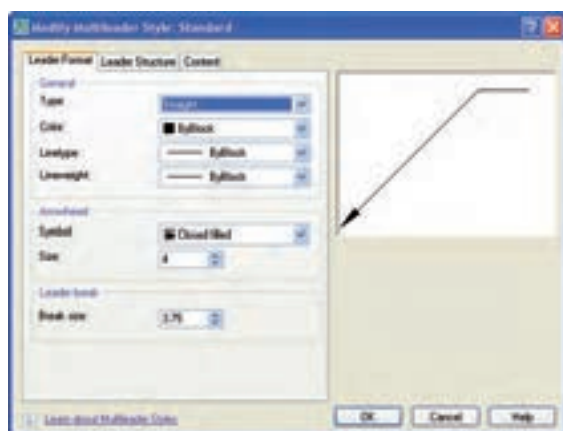 Modify Multileader Style: Standard
Leader Format Leader Structure Content
General
Type: Straight
Color: ByBlock
Linetype: ByBlock
Lineweight: ByBlock
Arrowhead
Symbol: Closed filled
Size: 4
Leader break
Break size: 3.75
Learn about Multileader Styles
OK Cancel Help